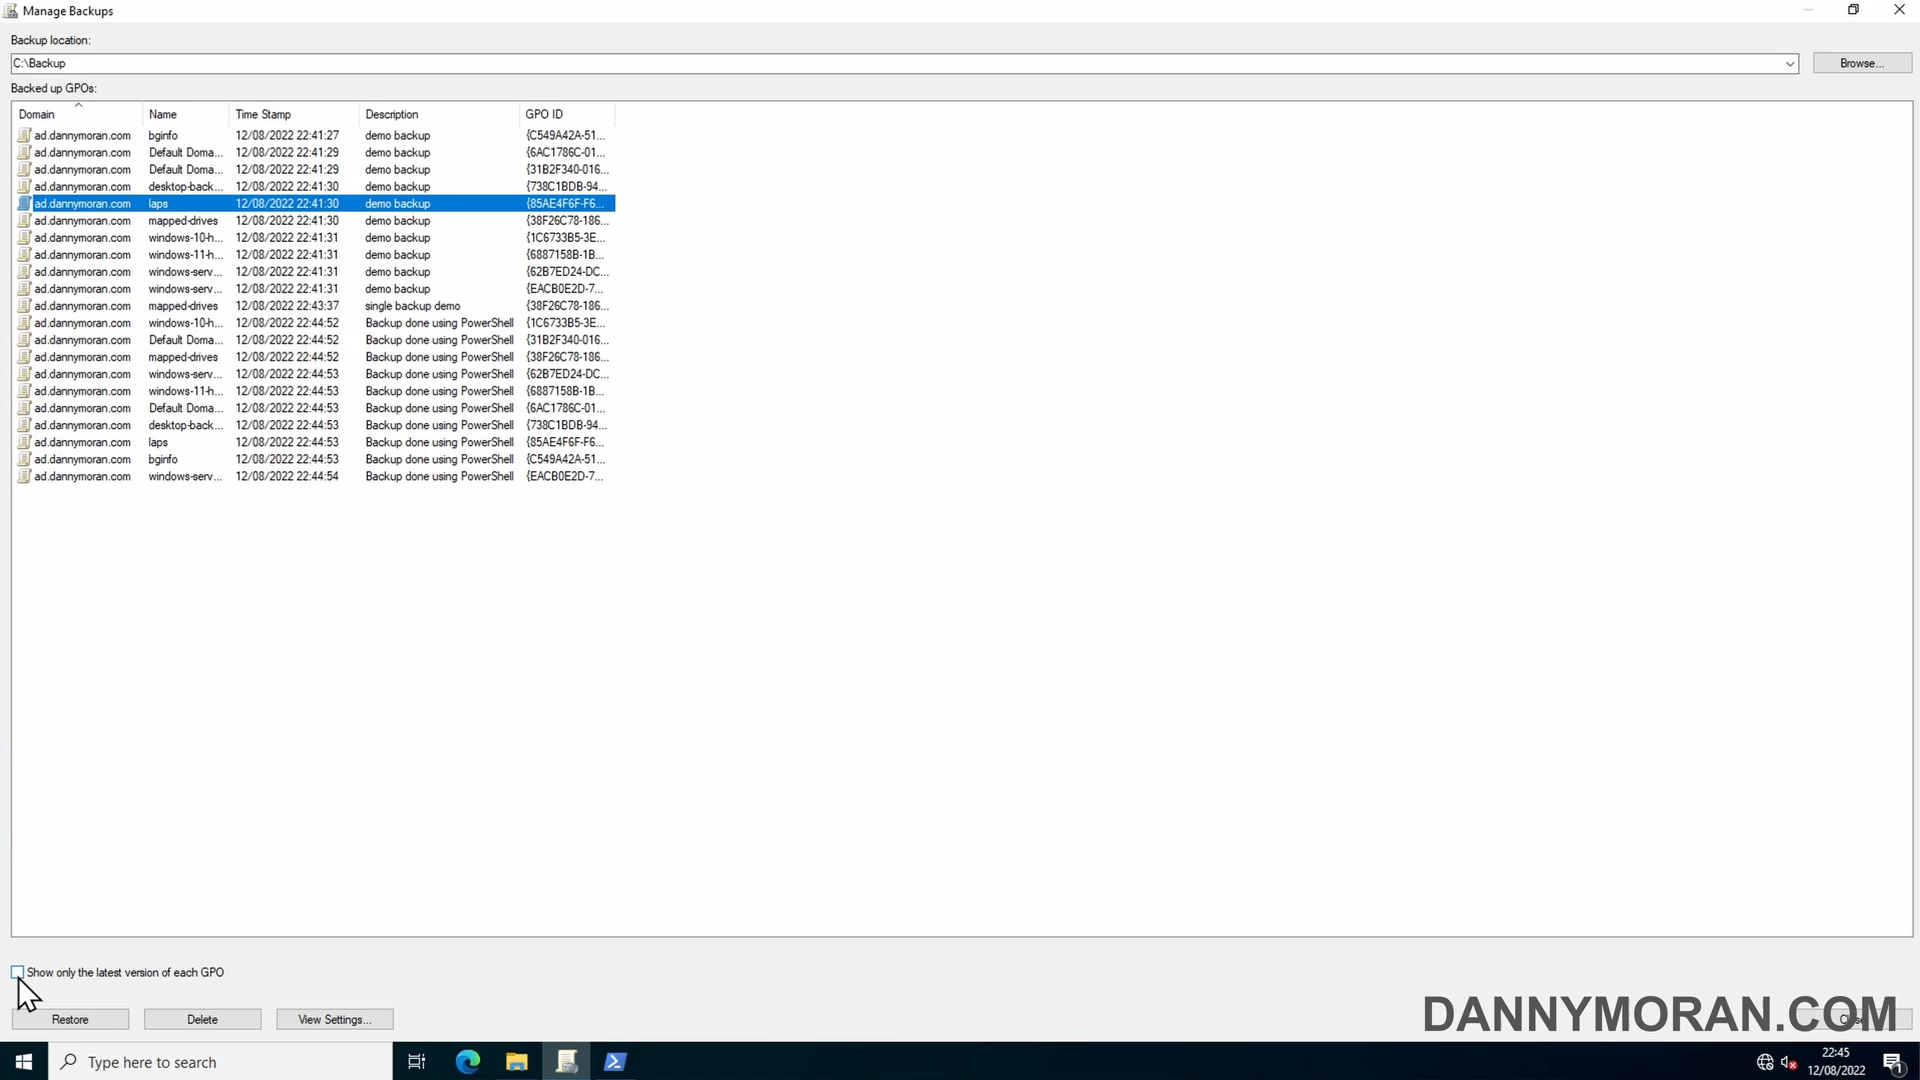 Manage Backups
Backup location:
C:\Backup
Browse...
Backed up GPOs:
Domain Name Time Stamp Description GPO ID
ad.dannymoran.com bginfo 12/08/2022 22:41:27 demo backup {C549A42A-51...
ad.dannymoran.com Default Doma... 12/08/2022 22:41:29 demo backup {6AC1786C-01...
ad.dannymoran.com Default Doma... 12/08/2022 22:41:29 demo backup {31B2F340-016...
ad.dannymoran.com desktop-back... 12/08/2022 22:41:30 demo backup {738C1BDB-94...
ad.dannymoran.com laps 12/08/2022 22:41:30 demo backup {85AE4F6F-F6...
ad.dannymoran.com mapped-drives 12/08/2022 22:41:30 demo backup {38F26C78-186...
ad.dannymoran.com windows-10-h... 12/08/2022 22:41:31 demo backup {1C6733B5-3E...
ad.dannymoran.com windows-11-h... 12/08/2022 22:41:31 demo backup {6887158B-1B...
ad.dannymoran.com windows-serv... 12/08/2022 22:41:31 demo backup {62B7ED24-DC...
ad.dannymoran.com windows-serv... 12/08/2022 22:41:31 demo backup {EACB0E2D-7...
ad.dannymoran.com mapped-drives 12/08/2022 22:43:37 single backup demo {38F26C78-186...
ad.dannymoran.com windows-10-h... 12/08/2022 22:44:52 Backup done using PowerShell {1C6733B5-3E...
ad.dannymoran.com Default Doma... 12/08/2022 22:44:52 Backup done using PowerShell {31B2F340-016...
ad.dannymoran.com mapped-drives 12/08/2022 22:44:52 Backup done using PowerShell {38F26C78-186...
ad.dannymoran.com windows-serv... 12/08/2022 22:44:53 Backup done using PowerShell {62B7ED24-DC...
ad.dannymoran.com windows-11-h... 12/08/2022 22:44:53 Backup done using PowerShell {6887158B-1B...
ad.dannymoran.com Default Doma... 12/08/2022 22:44:53 Backup done using PowerShell {6AC1786C-01...
ad.dannymoran.com desktop-back... 12/08/2022 22:44:53 Backup done using PowerShell {738C1BDB-94...
ad.dannymoran.com laps 12/08/2022 22:44:53 Backup done using PowerShell {85AE4F6F-F6...
ad.dannymoran.com bginfo 12/08/2022 22:44:53 Backup done using PowerShell {C549A42A-51...
ad.dannymoran.com windows-serv... 12/08/2022 22:44:54 Backup done using PowerShell {EACB0E2D-7...
Show only the latest version of each GPO
Restore Delete View Settings...
DANNYMORAN.COM
Type here to search
22:45
12/08/2022
1